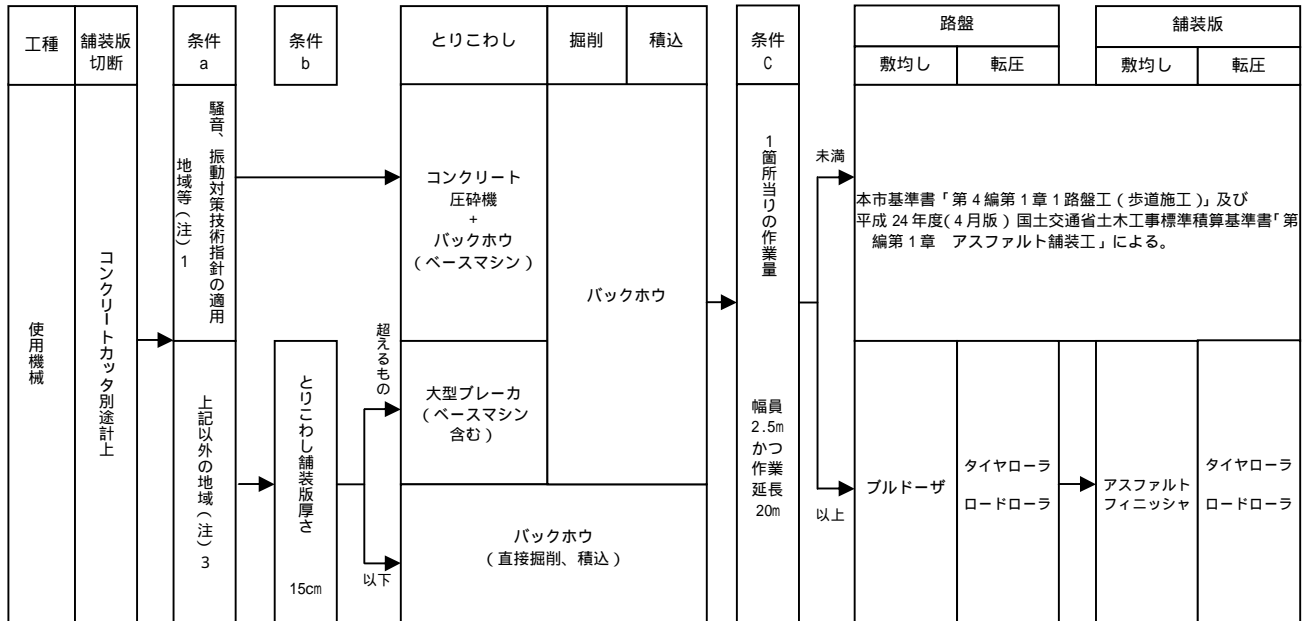 工種
舗装版
切断
条件
a
条件
b
とりこわし
掘削
積込
条件
C
路盤
敷均し
転圧
舗装版
敷均し
転圧
使用機械
コンクリートカッタ別途計上
騒音、振動対策技術指針の適用
地域等(注)1
上記以外の地域(注)3
とりこわし舗装版厚さ
15cm
超えるもの
以下
コンクリート
圧砕機
+
バックホウ
(ベースマシン)
大型ブレーカ
(ベースマシン
含む)
バックホウ
バックホウ
(直接掘削、積込)
1箇所当りの作業量
幅員
2.5m
かつ
作業
延長
20m
未満
以上
本市基準書「第4編第1章1路盤工(歩道施工)」及び
平成24年度(4月版)国土交通省土木工事標準積算基準書「第
編第1章 アスファルト舗装工」による。
ブルドーザ
タイヤローラ
ロードローラ
アスファルト
フィニッシャ
タイヤローラ
ロードローラ